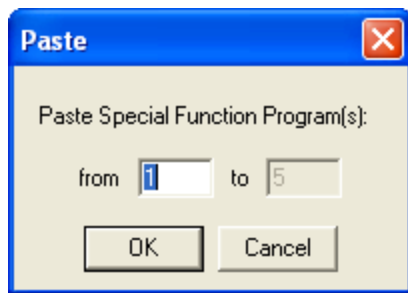 Paste
Paste Special Function Program(s):
from 1 to 5
OK Cancel